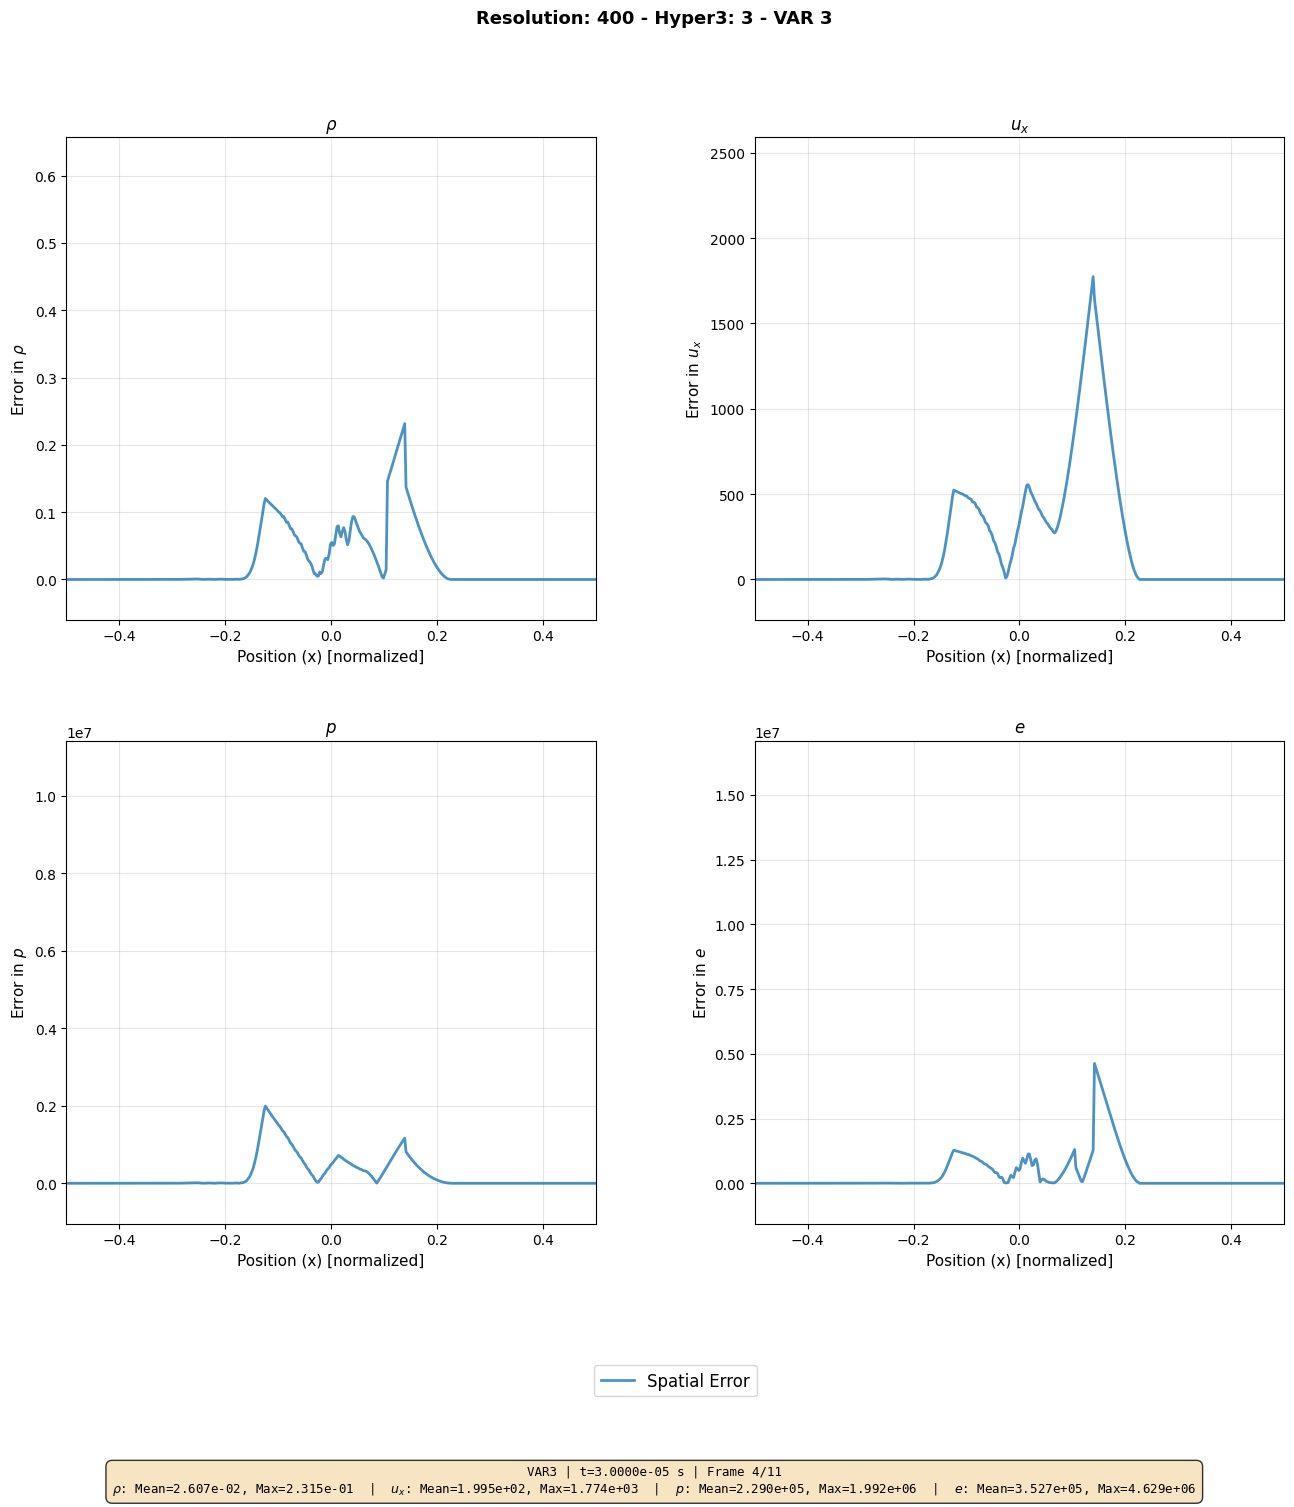 Resolution: 400 - Hyper3: 3 - VAR 3
ρ
0.6
0.5
0.4
0.3
0.2
0.1
0.0
Error in ρ
−0.4 −0.2 0.0 0.2 0.4
Position (x) [normalized]
u_x
2500
2000
1500
1000
500
0
Error in u_x
−0.4 −0.2 0.0 0.2 0.4
Position (x) [normalized]
p
1e7
1.0
0.8
0.6
0.4
0.2
0.0
Error in p
−0.4 −0.2 0.0 0.2 0.4
Position (x) [normalized]
e
1e7
1.50
1.25
1.00
0.75
0.50
0.25
0.00
Error in e
−0.4 −0.2 0.0 0.2 0.4
Position (x) [normalized]
Spatial Error
VAR3 | t=3.0000e-05 s | Frame 4/11
ρ: Mean=2.607e-02, Max=2.315e-01 | u_x: Mean=1.995e+02, Max=1.774e+03 | p: Mean=2.290e+05, Max=1.992e+06 | e: Mean=3.527e+05, Max=4.629e+06